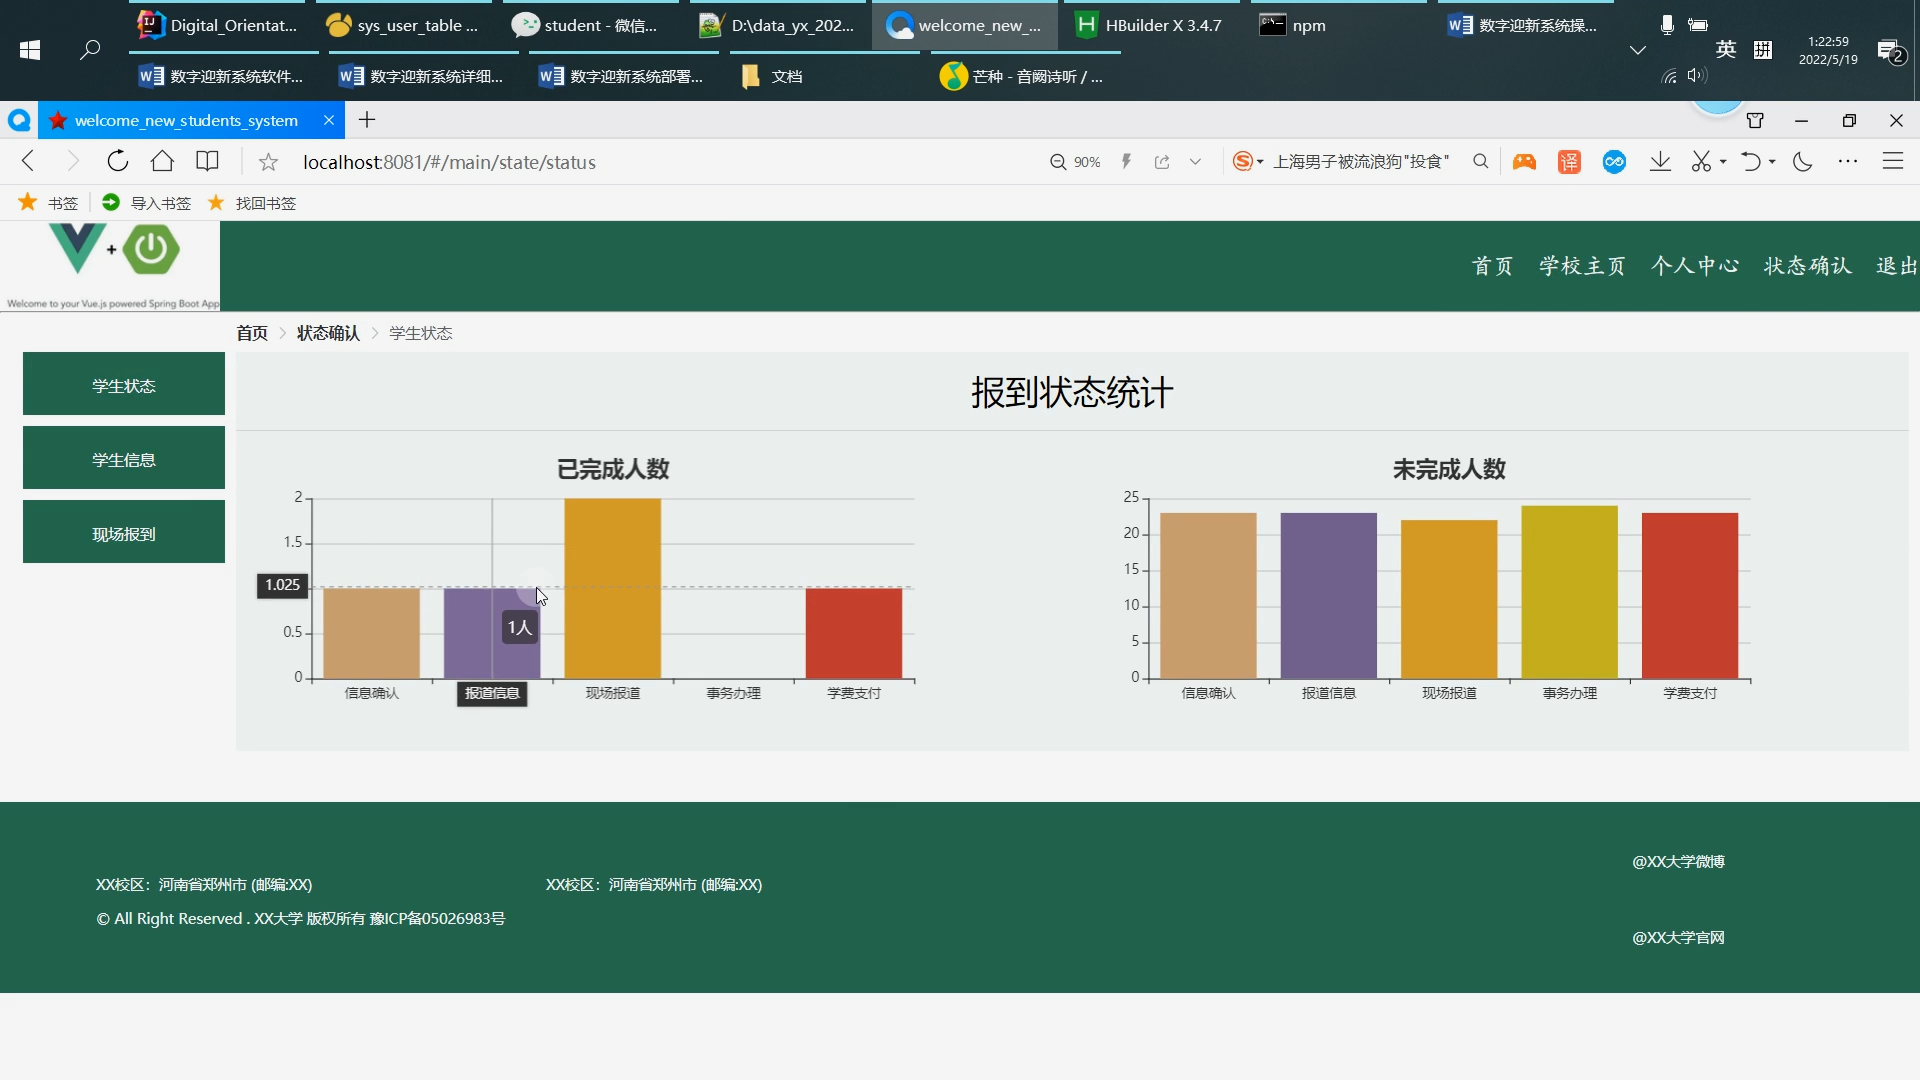 Digital_Orientat...
sys_user_table ...
student - 微信...
D:\data_yx_202...
welcome_new_...
HBuilder X 3.4.7
npm
数字迎新系统操...
数字迎新系统软件...
数字迎新系统详细...
数字迎新系统部署...
文档
芒种 - 音阙诗听 / ...
英
拼
1:22:59
2022/5/19
2
welcome_new_students_system
localhost:8081/#/main/state/status
90%
上海男子被流浪狗"投食"
译
书签
导入书签
找回书签
Welcome to your Vue.js powered Spring Boot App
首页
学校主页
个人中心
状态确认
退出
首页 > 状态确认 > 学生状态
学生状态
学生信息
现场报到
报到状态统计
已完成人数
2
1.5
1.025
0.5
0
1人
信息确认
报道信息
现场报道
事务办理
学费支付
未完成人数
25
20
15
10
5
0
信息确认
报道信息
现场报道
事务办理
学费支付
XX校区：河南省郑州市 (邮编:XX)
XX校区：河南省郑州市 (邮编:XX)
© All Right Reserved . XX大学 版权所有 豫ICP备05026983号
@XX大学微博
@XX大学官网